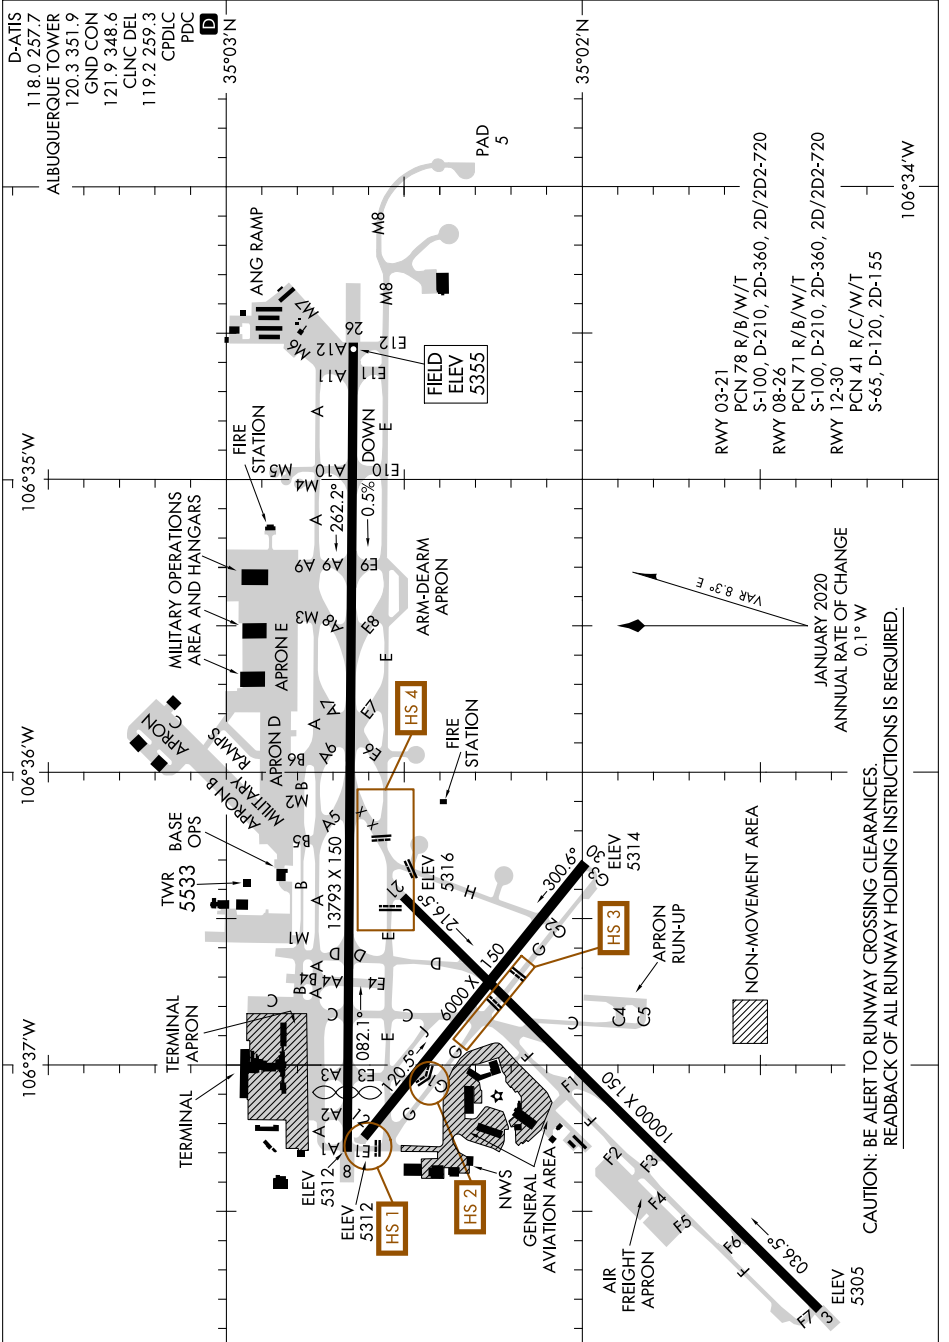 D-ATIS
118.0 257.7
ALBUQUERQUE TOWER
120.3 351.9
GND CON
121.9 348.6
CLNC DEL
119.2 259.3
CPDLC
PDC
D
35°03'N
35°02'N
106°34'W
106°35'W
106°36'W
106°37'W
PAD
5
ANG RAMP
M8
M8
M7
M6
A12
26
E12
A11
E11
FIELD
ELEV
5355
A
E
FIRE
STATION
M5
M4
A10
E10
0.5% DOWN
262.2°
A
MILITARY OPERATIONS
AREA AND HANGARS
A9
A9
E9
M3
A8
E8
ARM-DEARM
APRON
APRON E
E
A7
E7
A
APRON
C
APRON B
MILITARY RAMPS
APRON D
B6
A6
E6
HS 4
FIRE
STATION
M2
B
B5
A5
X
X
BASE
OPS
TWR
5533
B
A
13793 X 150
21
ELEV
5316
216.5°
H
M1
E
D
D
D
A
B
B4
A
A4
E4
C
C
C
082.1°
E
TERMINAL
APRON
TERMINAL
A3
E3
A2
A
A1
8
12
E1
ELEV
5312
ELEV
5312
HS 1
120.5°
J
G1
G
G
HS 2
6000 X 150
G
G2
G3
300.6°
30
ELEV
5314
HS 3
APRON
RUN-UP
C
C4
C5
NWS
GENERAL
AVIATION AREA
F
F1
F
F2
F3
F4
F5
F6
F
F7
10000 X 150
AIR
FREIGHT
APRON
036.5°
3
ELEV
5305
RWY 03-21
PCN 78 R/B/W/T
S-100, D-210, 2D-360, 2D/2D2-720
RWY 08-26
PCN 71 R/B/W/T
S-100, D-210, 2D-360, 2D/2D2-720
RWY 12-30
PCN 41 R/C/W/T
S-65, D-120, 2D-155
VAR 8.3° E
JANUARY 2020
ANNUAL RATE OF CHANGE
0.1° W
NON-MOVEMENT AREA
CAUTION: BE ALERT TO RUNWAY CROSSING CLEARANCES.
READBACK OF ALL RUNWAY HOLDING INSTRUCTIONS IS REQUIRED.